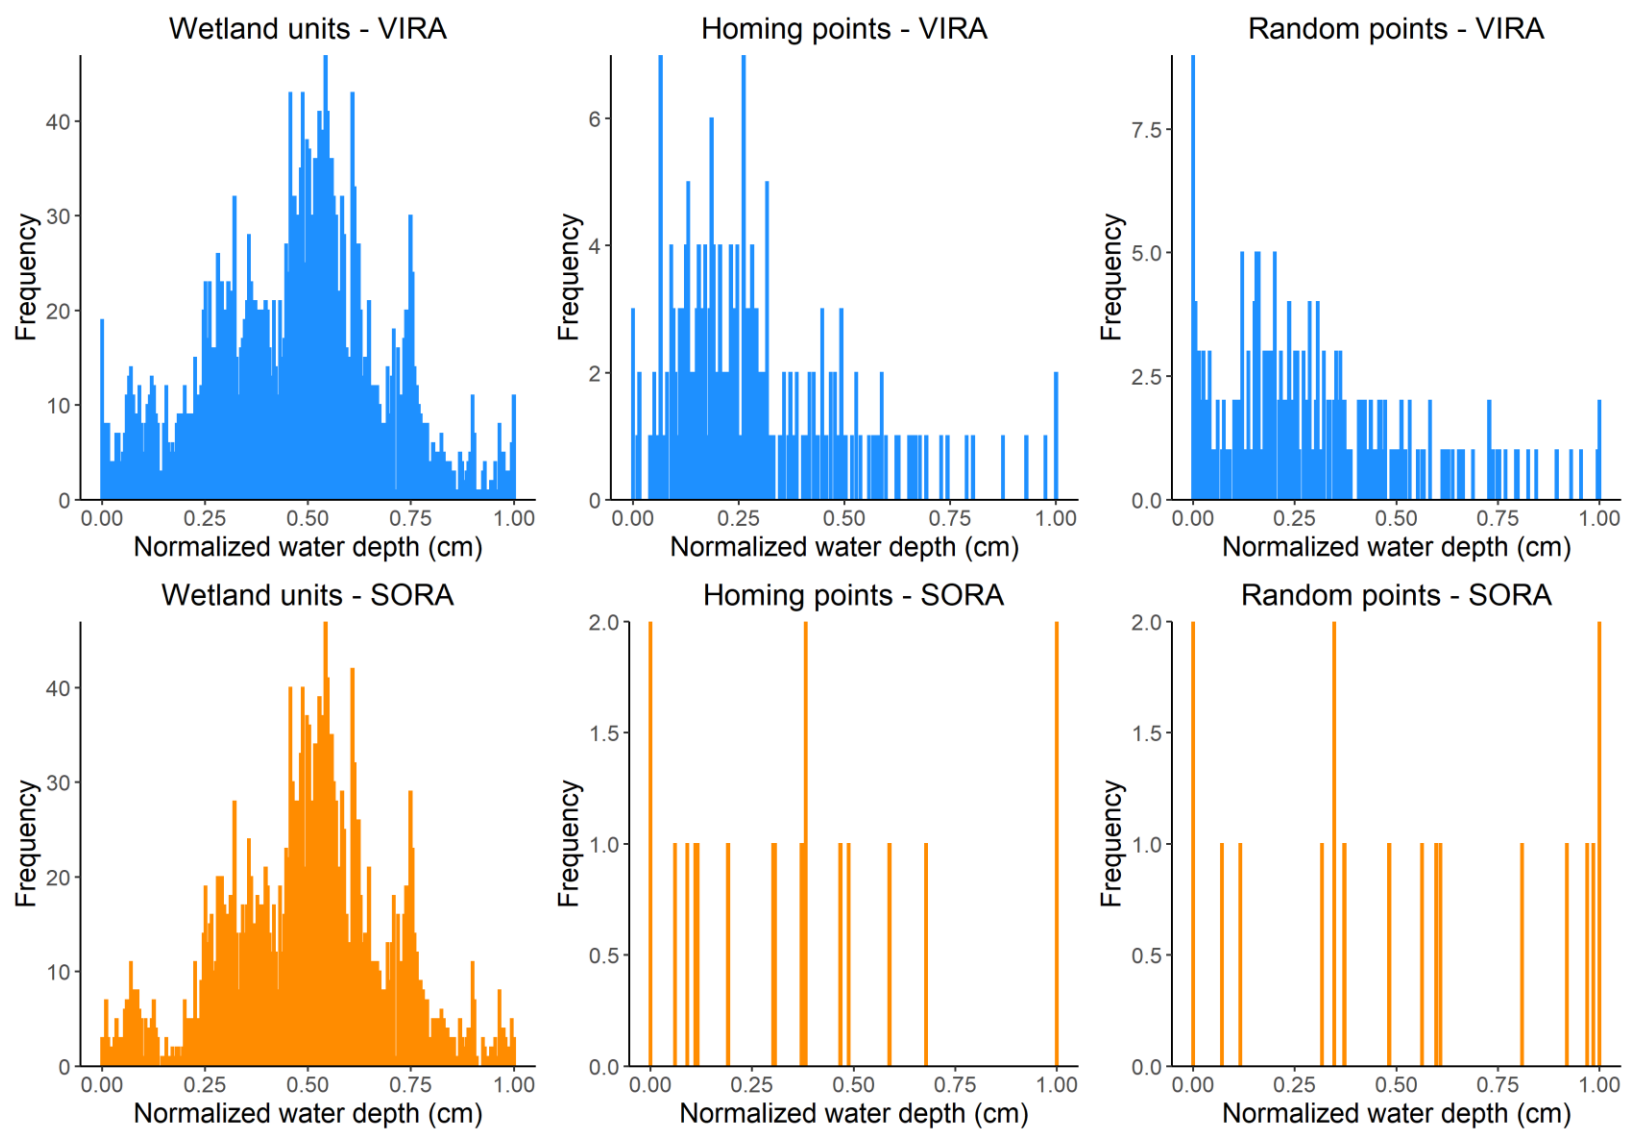 Wetland units - VIRA
Frequency
40
30
20
10
0
0.00 0.25 0.50 0.75 1.00
Normalized water depth (cm)
Homing points - VIRA
Frequency
6
4
2
0
0.00 0.25 0.50 0.75 1.00
Normalized water depth (cm)
Random points - VIRA
Frequency
7.5
5.0
2.5
0.0
0.00 0.25 0.50 0.75 1.00
Normalized water depth (cm)
Wetland units - SORA
Frequency
40
30
20
10
0
0.00 0.25 0.50 0.75 1.00
Normalized water depth (cm)
Homing points - SORA
Frequency
2.0
1.5
1.0
0.5
0.0
0.00 0.25 0.50 0.75 1.00
Normalized water depth (cm)
Random points - SORA
Frequency
2.0
1.5
1.0
0.5
0.0
0.00 0.25 0.50 0.75 1.00
Normalized water depth (cm)